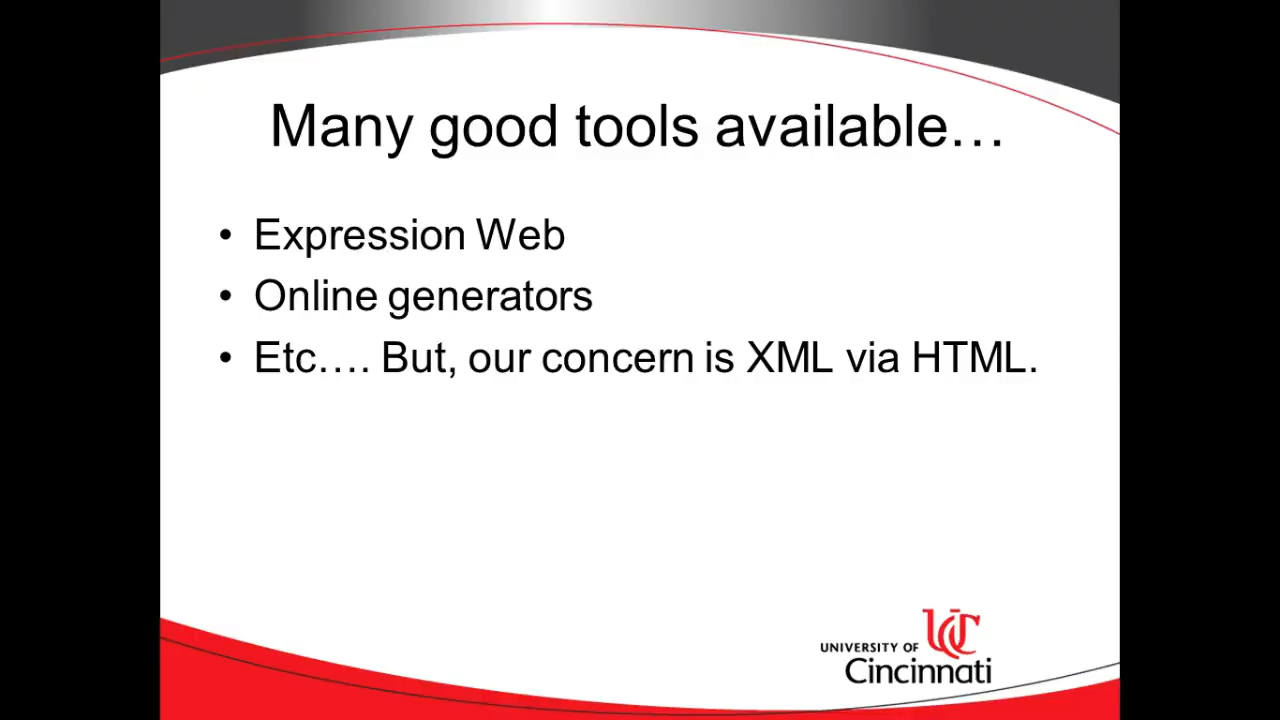 Many good tools available…
• Expression Web
• Online generators
• Etc…. But, our concern is XML via HTML.
UC
UNIVERSITY OF
Cincinnati